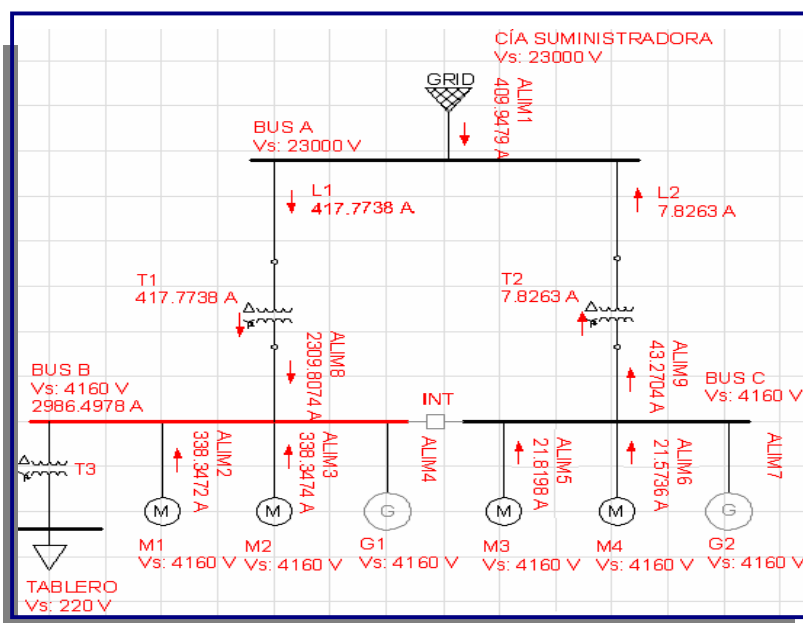 CÍA SUMINISTRADORA
Vs: 23000 V
GRID
ALIM1
409.9479 A
BUS A
Vs: 23000 V
L1
417.7738 A
L2
7.8263 A
T1
417.7738 A
T2
7.8263 A
ALIM8
2309.8074 A
ALIM9
43.2704 A
BUS B
Vs: 4160 V
2986.4978 A
INT
BUS C
Vs: 4160 V
T3
ALIM2
338.3472 A
ALIM3
338.3474 A
ALIM4
ALIM5
21.8198 A
ALIM6
21.5736 A
ALIM7
M
M
G
M
M
G
M1
Vs: 4160 V
M2
Vs: 4160 V
G1
Vs: 4160 V
M3
Vs: 4160 V
M4
Vs: 4160 V
G2
Vs: 4160 V
TABLERO
Vs: 220 V